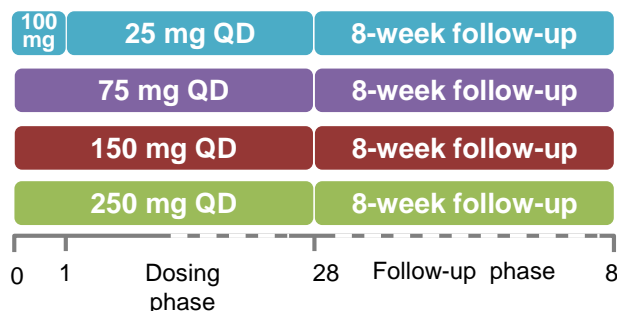 100 mg 25 mg QD 8-week follow-up
75 mg QD 8-week follow-up
150 mg QD 8-week follow-up
250 mg QD 8-week follow-up
0 1 Dosing phase 28 Follow-up phase 8